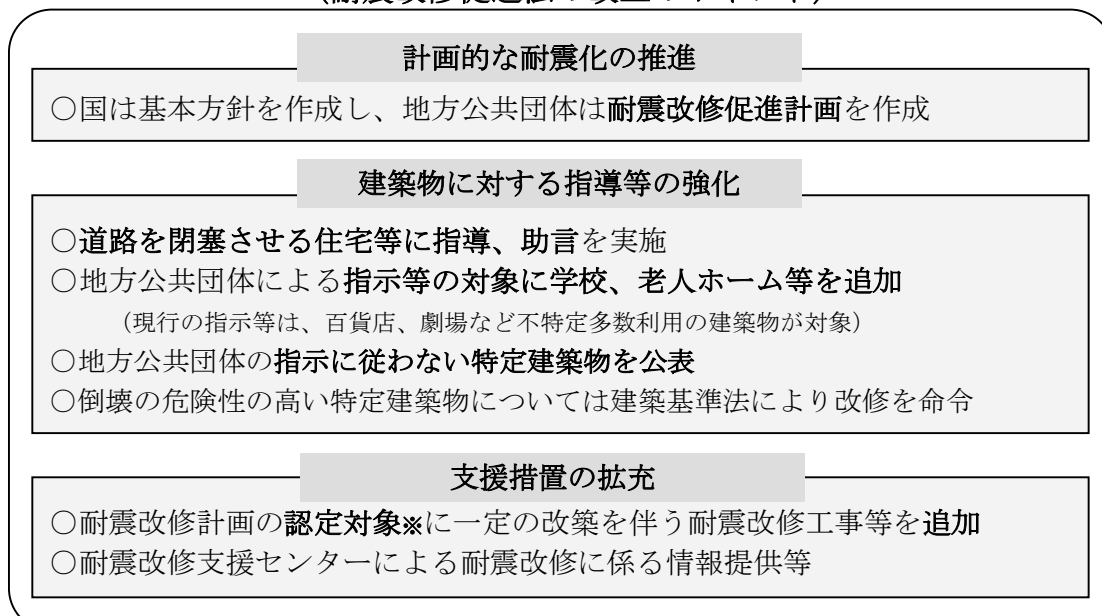 計画的な耐震化の推進
○国は基本方針を作成し、地方公共団体は耐震改修促進計画を作成
建築物に対する指導等の強化
○道路を閉塞させる住宅等に指導、助言を実施
○地方公共団体による指示等の対象に学校、老人ホーム等を追加
（現行の指示等は、百貨店、劇場など不特定多数利用の建築物が対象）
○地方公共団体の指示に従わない特定建築物を公表
○倒壊の危険性の高い特定建築物については建築基準法により改修を命令
支援措置の拡充
○耐震改修計画の認定対象※に一定の改築を伴う耐震改修工事等を追加
○耐震改修支援センターによる耐震改修に係る情報提供等